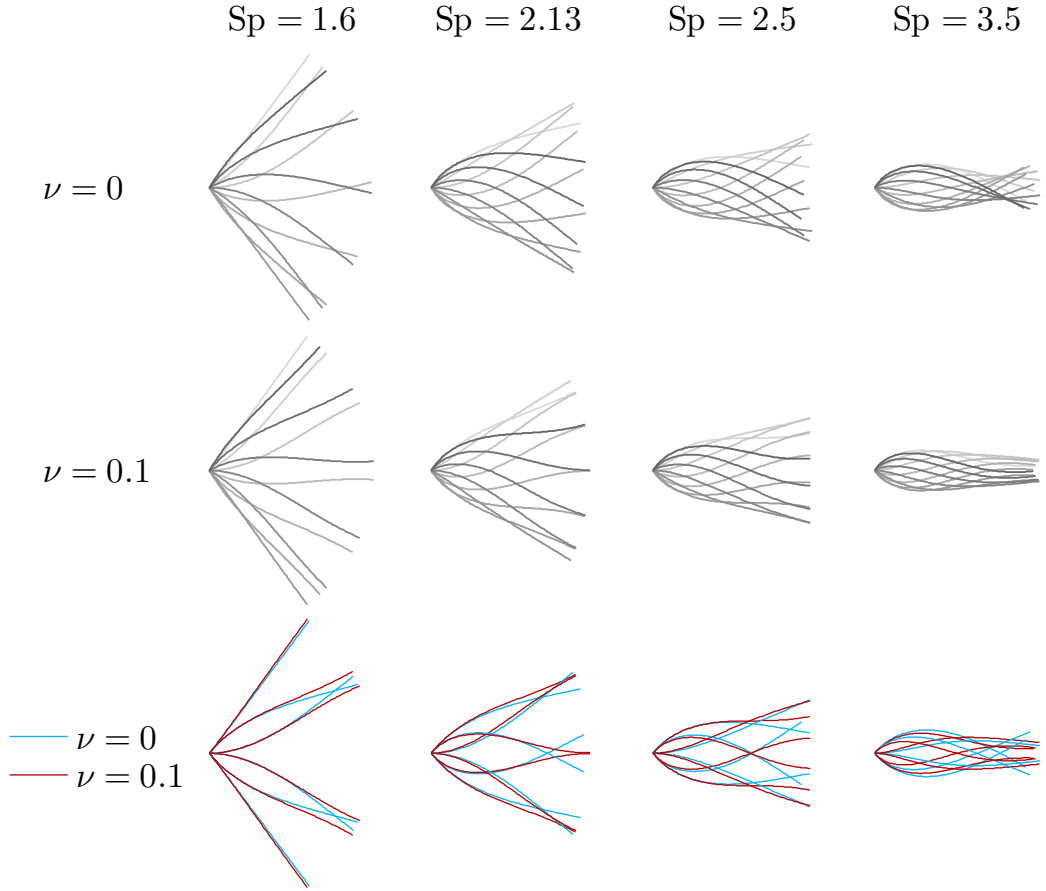 Sp = 1.6 Sp = 2.13 Sp = 2.5 Sp = 3.5
ν = 0
ν = 0.1
ν = 0
ν = 0.1